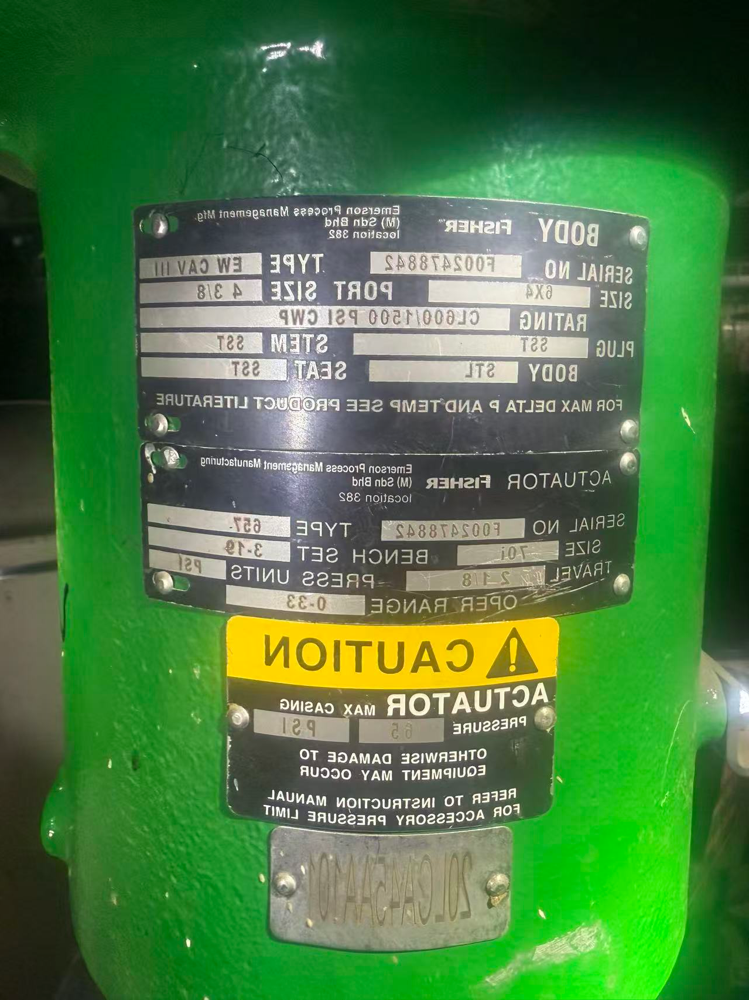 BODY FISHER™ Emerson Process Management Mfg.
(M) Sdn Bhd
location 382
SERIAL NO F002478842 TYPE EW CAV III
SIZE 6X4 PORT SIZE 4 3/8
RATING CL600/1500 PSI CWP
PLUG SST STEM SST
BODY STL SEAT SST
FOR MAX DELTA P AND TEMP SEE PRODUCT LITERATURE
ACTUATOR FISHER Emerson Process Management Manufacturing
(M) Sdn Bhd
location 382
SERIAL NO F002478842 TYPE 657
SIZE 70i BENCH SET 3-19
TRAVEL 2 1/8 PRESS UNITS PSI
OPER RANGE 0-33
CAUTION
ACTUATOR MAX CASING
PRESSURE 65 PSI
OTHERWISE DAMAGE TO
EQUIPMENT MAY OCCUR
REFER TO INSTRUCTION MANUAL
FOR ACCESSORY PRESSURE LIMIT
20LCA45AA101